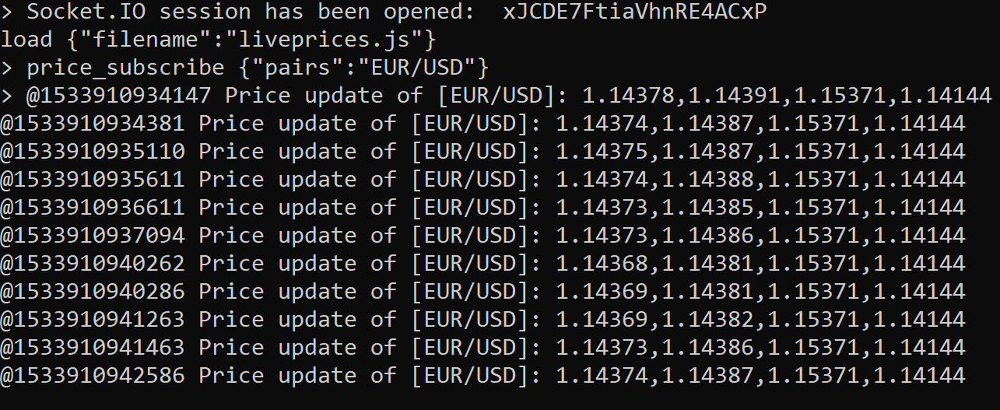 > Socket.IO session has been opened:  xJCDE7FtiaVhnRE4ACxP
load {"filename":"liveprices.js"}
> price_subscribe {"pairs":"EUR/USD"}
> @1533910934147 Price update of [EUR/USD]: 1.14378,1.14391,1.15371,1.14144
@1533910934381 Price update of [EUR/USD]: 1.14374,1.14387,1.15371,1.14144
@1533910935110 Price update of [EUR/USD]: 1.14375,1.14387,1.15371,1.14144
@1533910935611 Price update of [EUR/USD]: 1.14374,1.14388,1.15371,1.14144
@1533910936611 Price update of [EUR/USD]: 1.14373,1.14385,1.15371,1.14144
@1533910937094 Price update of [EUR/USD]: 1.14373,1.14386,1.15371,1.14144
@1533910940262 Price update of [EUR/USD]: 1.14368,1.14381,1.15371,1.14144
@1533910940286 Price update of [EUR/USD]: 1.14369,1.14381,1.15371,1.14144
@1533910941263 Price update of [EUR/USD]: 1.14369,1.14382,1.15371,1.14144
@1533910941463 Price update of [EUR/USD]: 1.14373,1.14386,1.15371,1.14144
@1533910942586 Price update of [EUR/USD]: 1.14374,1.14387,1.15371,1.14144